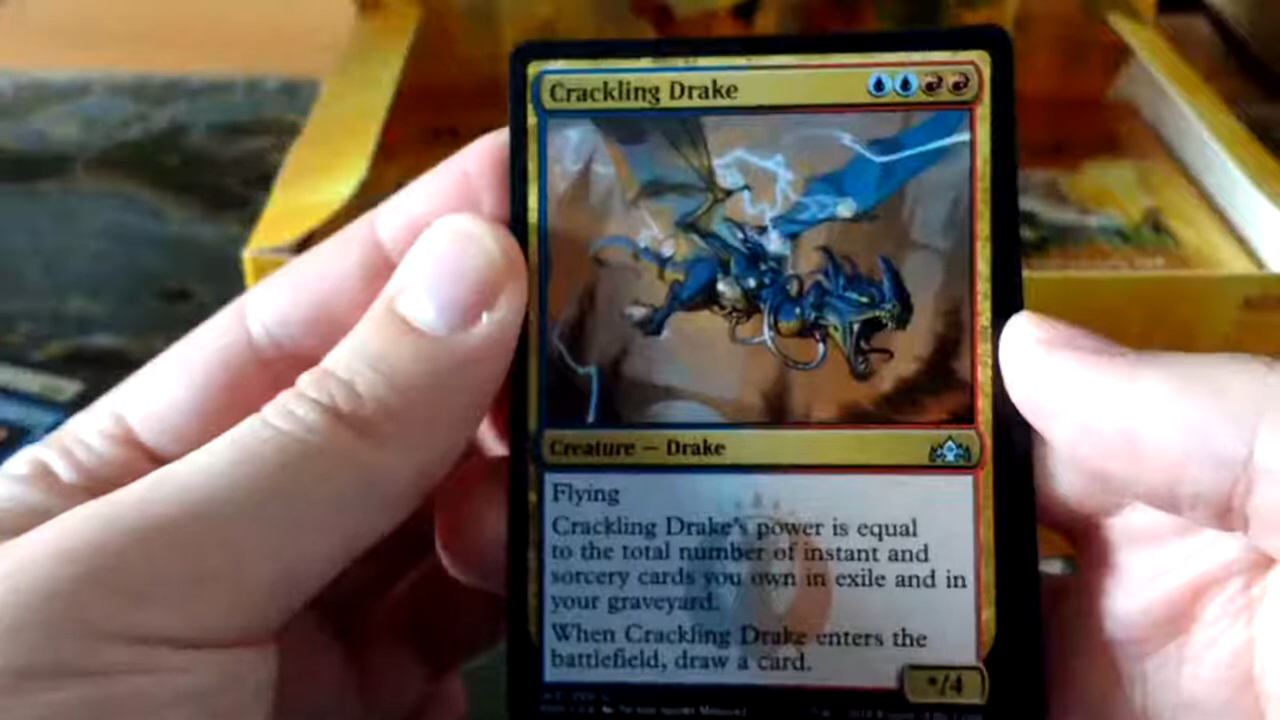 Crackling Drake
Creature — Drake
Flying
Crackling Drake's power is equal
to the total number of instant and
sorcery cards you own in exile and in
your graveyard.
When Crackling Drake enters the
battlefield, draw a card.
*/4